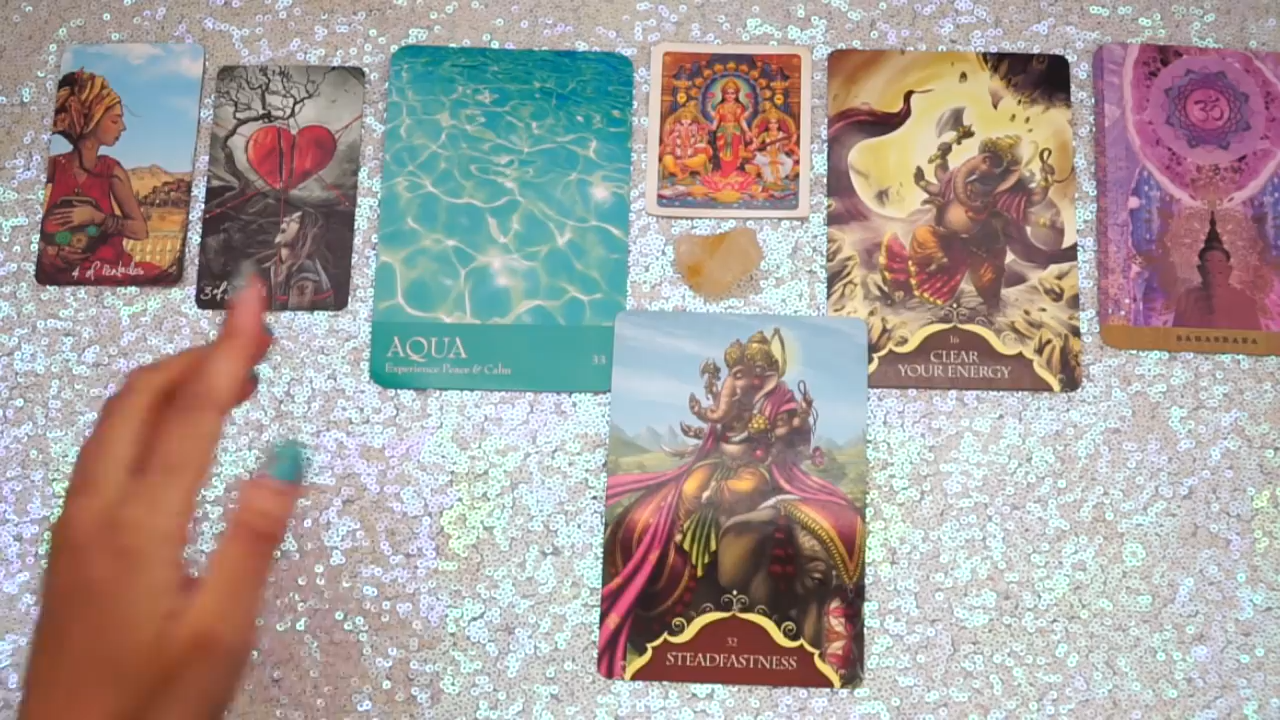 4 of Pentacles
AQUA
Experience Peace & Calm
33
16
CLEAR
YOUR ENERGY
SAHASRARA
32
STEADFASTNESS